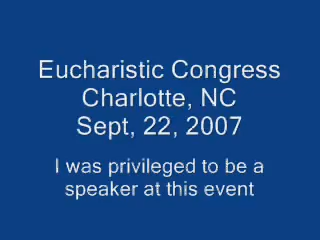 Eucharistic Congress
Charlotte, NC
Sept, 22, 2007
I was privileged to be a
speaker at this event